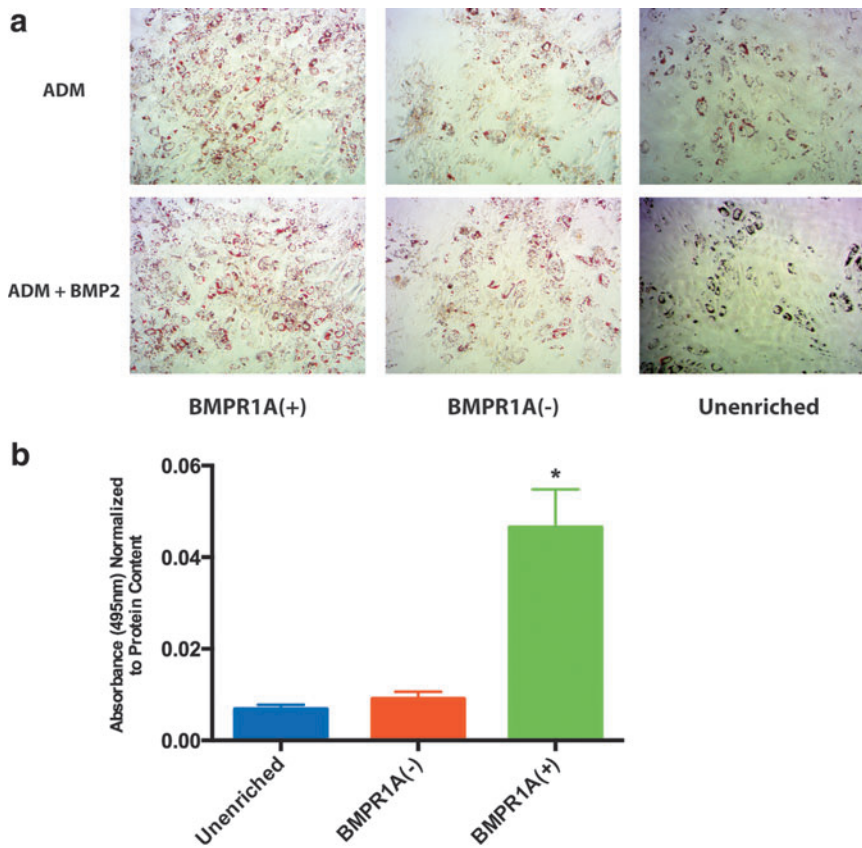 a
ADM
ADM + BMP2
BMPR1A(+)
BMPR1A(-)
Unenriched
b
Absorbance (495nm) Normalized
to Protein Content
0.06
0.04
0.02
0.00
*
Unenriched
BMPR1A(-)
BMPR1A(+)